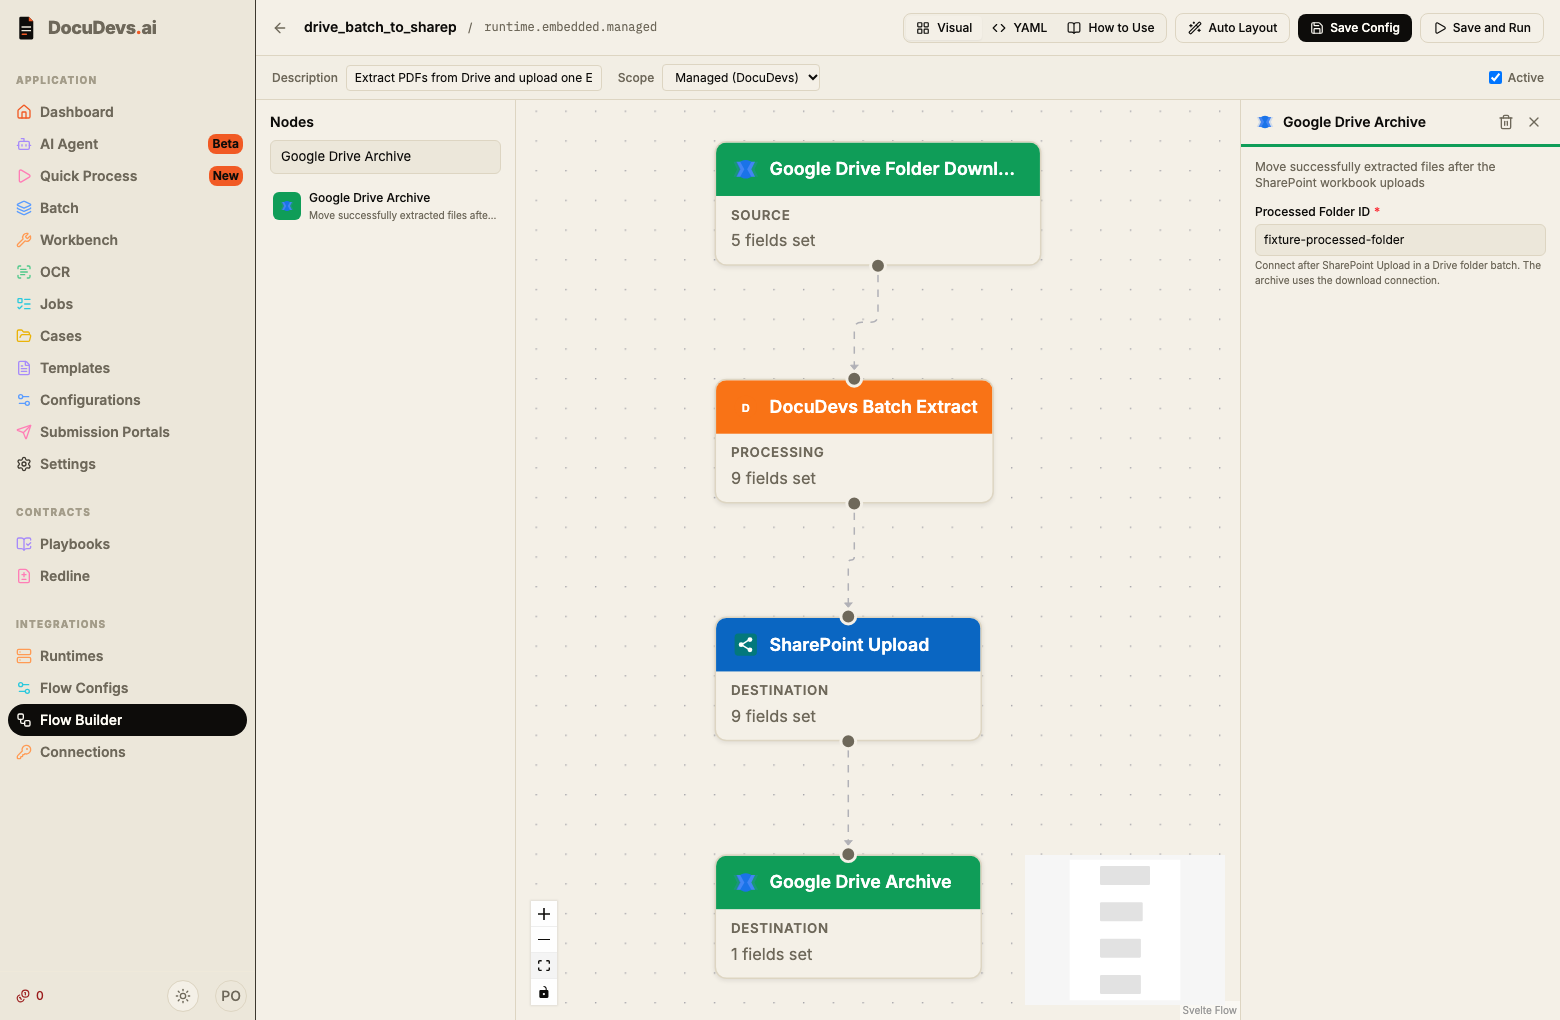 DocuDevs.ai
APPLICATION
Dashboard
AI Agent Beta
Quick Process New
Batch
Workbench
OCR
Jobs
Cases
Templates
Configurations
Submission Portals
Settings
CONTRACTS
Playbooks
Redline
INTEGRATIONS
Runtimes
Flow Configs
Flow Builder
Connections
0
PO
drive_batch_to_sharep / runtime.embedded.managed
Visual
YAML
How to Use
Auto Layout
Save Config
Save and Run
Description
Extract PDFs from Drive and upload one E
Scope
Managed (DocuDevs)
Active
Nodes
Google Drive Archive
Google Drive Archive
Move successfully extracted files afte...
Google Drive Folder Downl...
SOURCE
5 fields set
D
DocuDevs Batch Extract
PROCESSING
9 fields set
SharePoint Upload
DESTINATION
9 fields set
Google Drive Archive
DESTINATION
1 fields set
Svelte Flow
Google Drive Archive
Move successfully extracted files after the
SharePoint workbook uploads
Processed Folder ID *
fixture-processed-folder
Connect after SharePoint Upload in a Drive folder batch. The
archive uses the download connection.